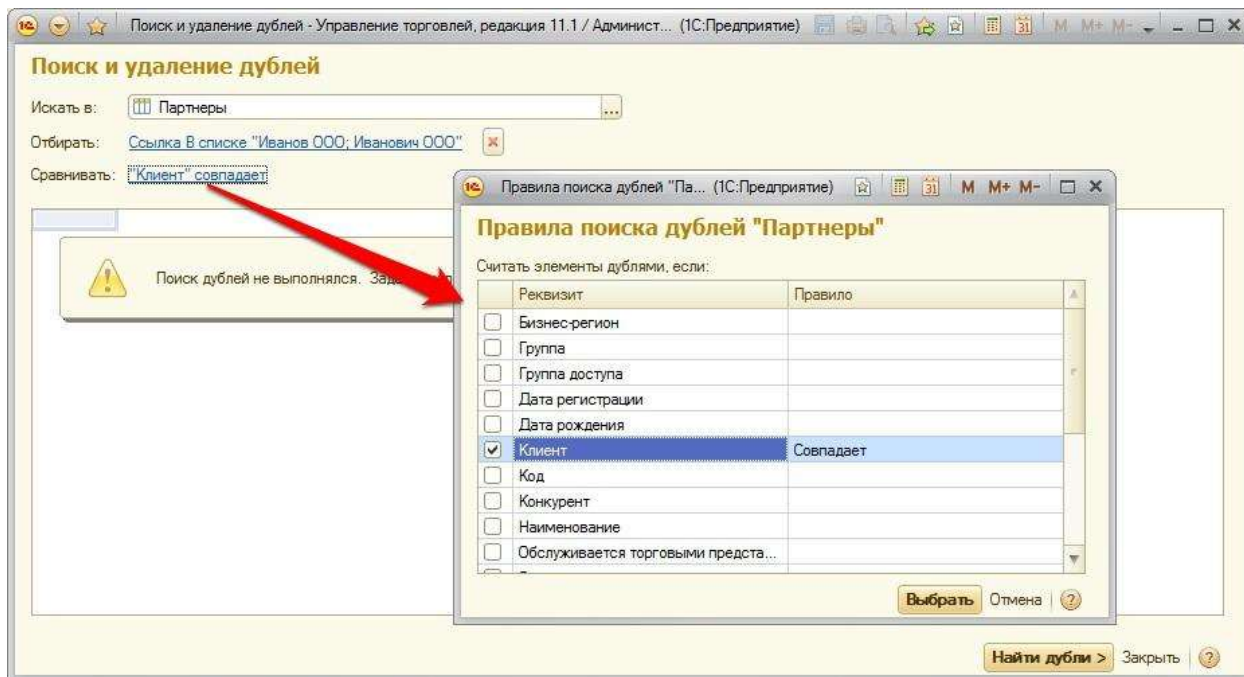 Поиск и удаление дублей - Управление торговлей, редакция 11.1 / Админист... (1С:Предприятие) 31 M M+ M-
Поиск и удаление дублей
Искать в: Партнеры ...
Отбирать: Ссылка В списке "Иванов ООО; Иванович ООО"
Сравнивать: "Клиент" совпадает
Поиск дублей не выполнялся.
Правила поиска дублей "Па... (1С:Предприятие) 31 M M+ M-
Правила поиска дублей "Партнеры"
Считать элементы дублями, если:
Реквизит Правило
Бизнес-регион
Группа
Группа доступа
Дата регистрации
Дата рождения
Клиент Совпадает
Код
Конкурент
Наименование
Обслуживается торговыми предста...
Выбрать Отмена ?
Найти дубли > Закрыть ?